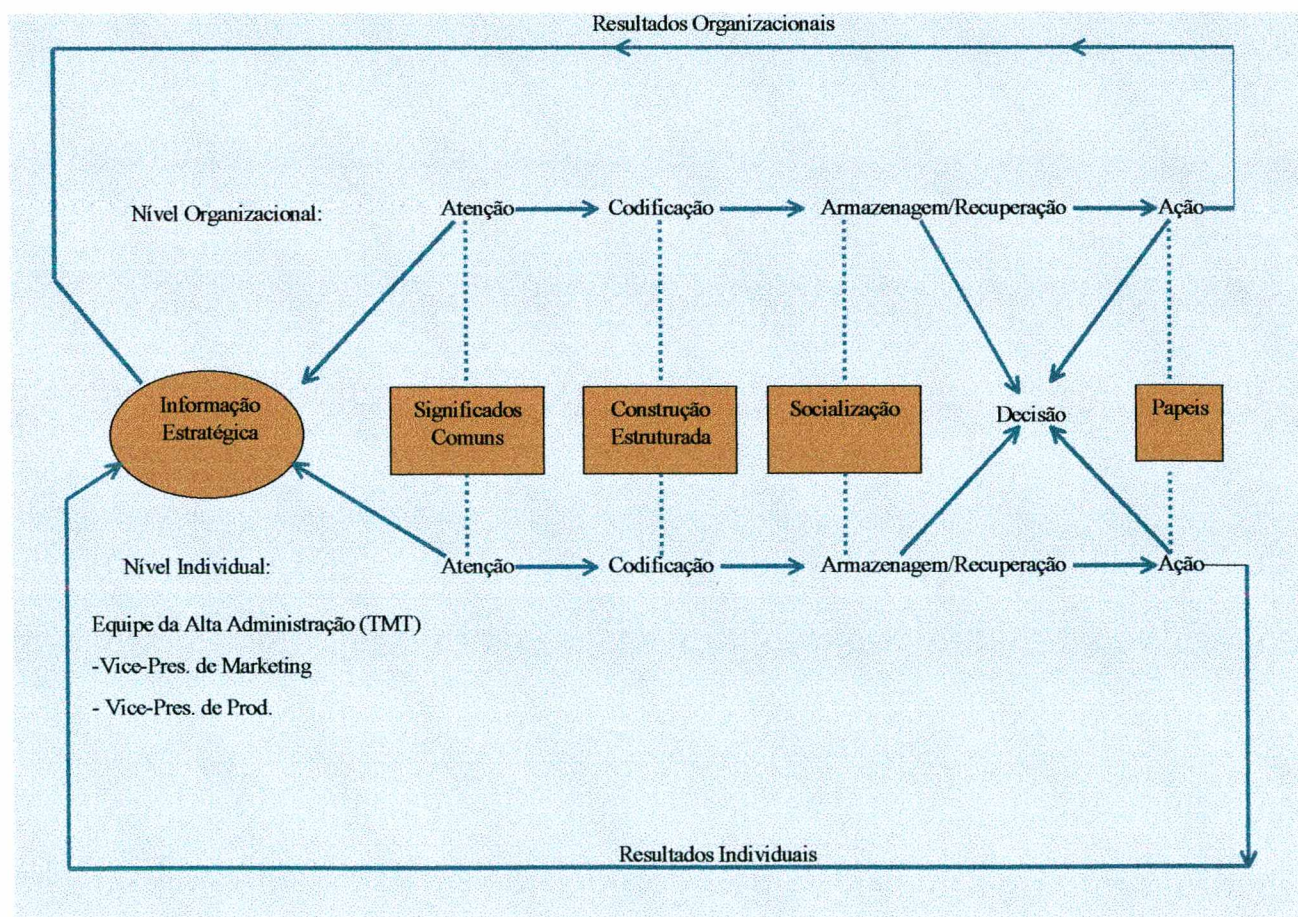 Resultados Organizacionais
Nível Organizacional:
Atenção
Codificação
Armazenagem/Recuperação
Ação
Informação
Estratégica
Significados
Comuns
Construção
Estruturada
Socialização
Decisão
Papeis
Nível Individual:
Atenção
Codificação
Armazenagem/Recuperação
Ação
Equipe da Alta Administração (TMT)
-Vice-Pres. de Marketing
- Vice-Pres. de Prod.
Resultados Individuais